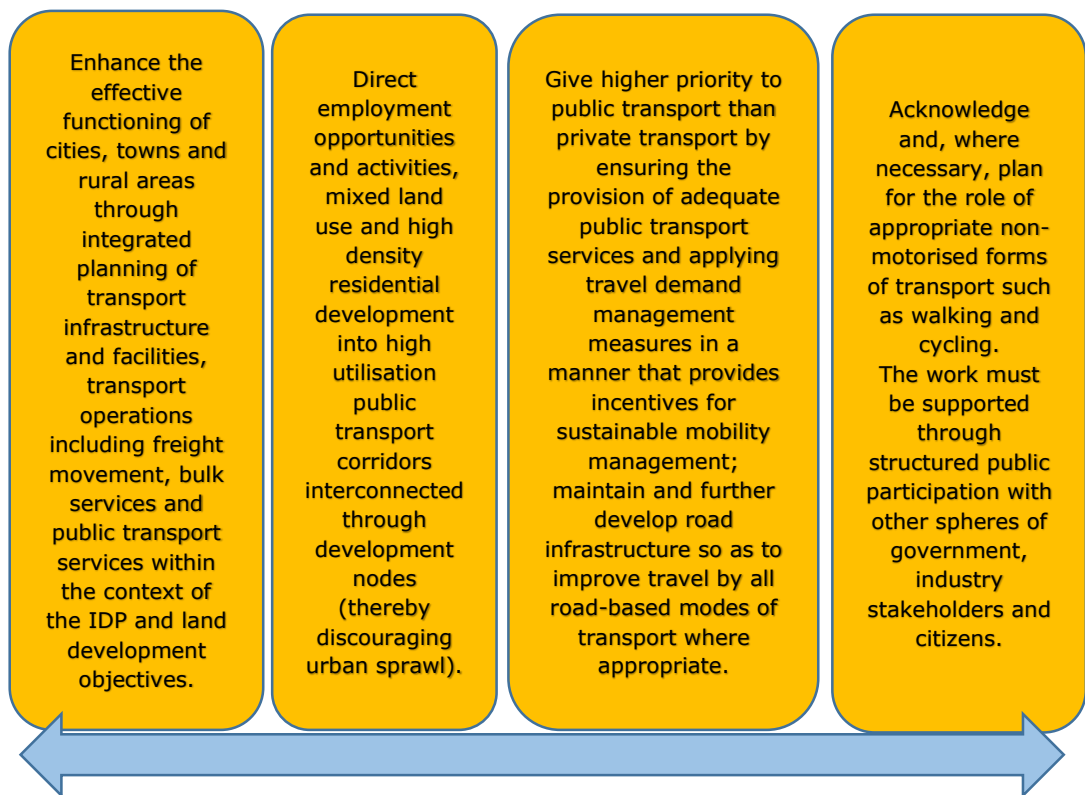 Enhance the
effective
functioning of
cities, towns and
rural areas
through
integrated
planning of
transport
infrastructure
and facilities,
transport
operations
including freight
movement, bulk
services and
public transport
services within
the context of
the IDP and land
development
objectives.
Direct
employment
opportunities
and activities,
mixed land
use and high
density
residential
development
into high
utilisation
public
transport
corridors
interconnected
through
development
nodes
(thereby
discouraging
urban sprawl).
Give higher priority to
public transport than
private transport by
ensuring the
provision of adequate
public transport
services and applying
travel demand
management
measures in a
manner that provides
incentives for
sustainable mobility
management;
maintain and further
develop road
infrastructure so as to
improve travel by all
road-based modes of
transport where
appropriate.
Acknowledge
and, where
necessary, plan
for the role of
appropriate non-
motorised forms
of transport such
as walking and
cycling.
The work must
be supported
through
structured public
participation with
other spheres of
government,
industry
stakeholders and
citizens.